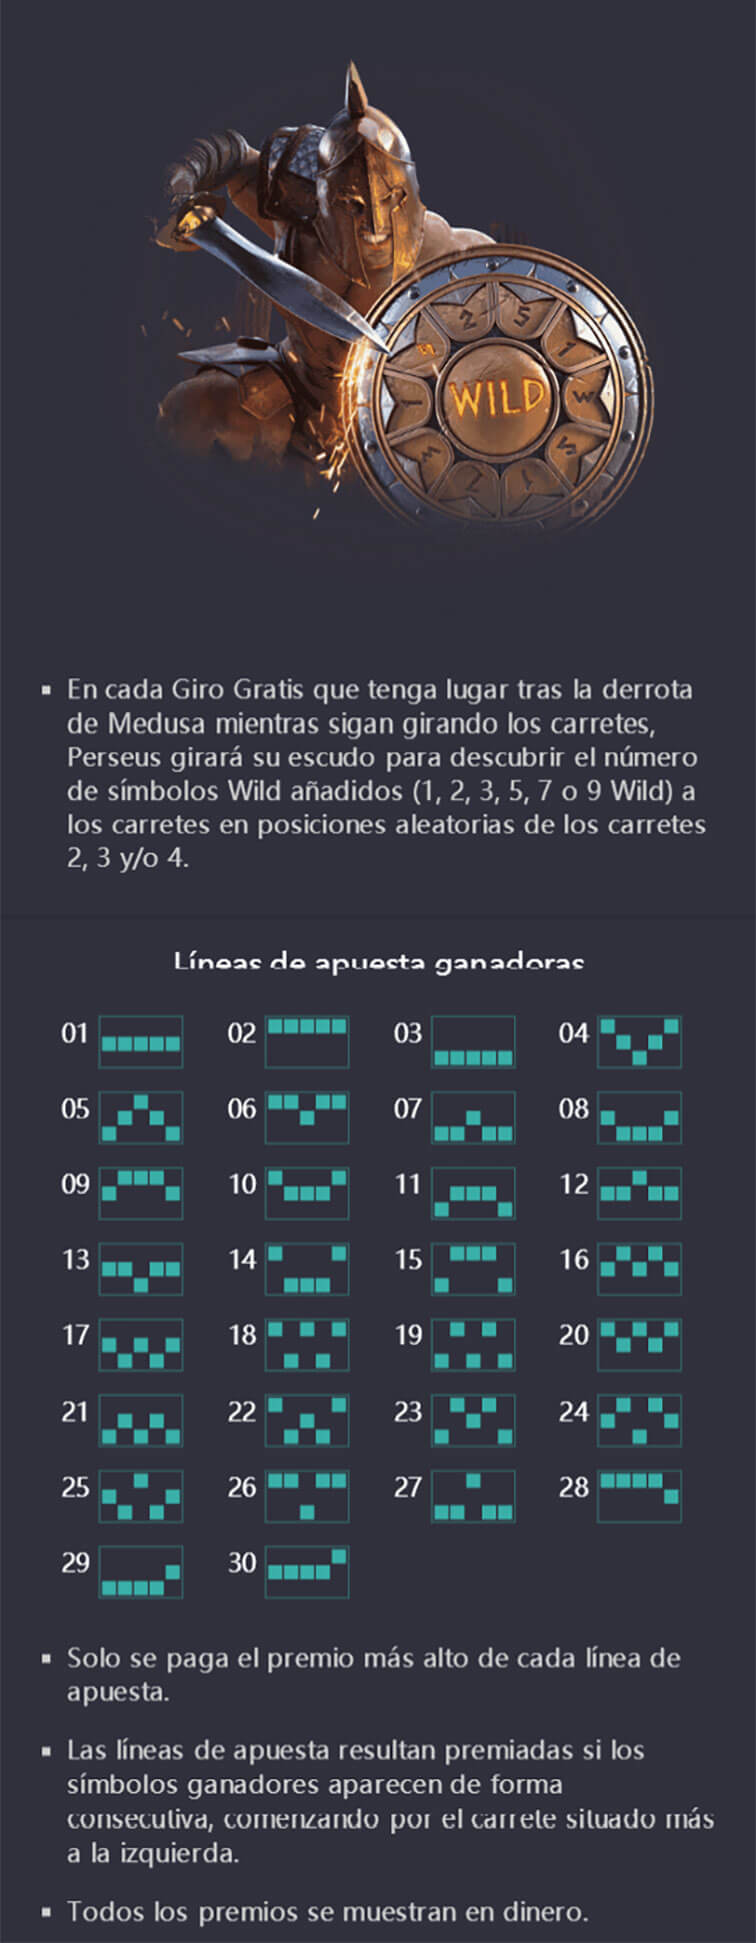 2 5 7
WILD
W
▪ En cada Giro Gratis que tenga lugar tras la derrota
de Medusa mientras sigan girando los carretes,
Perseus girará su escudo para descubrir el número
de símbolos Wild añadidos (1, 2, 3, 5, 7 o 9 Wild) a
los carretes en posiciones aleatorias de los carretes
2, 3 y/o 4.
Líneas de apuesta ganadoras
01 02 03 04
05 06 07 08
09 10 11 12
13 14 15 16
17 18 19 20
21 22 23 24
25 26 27 28
29 30
▪ Solo se paga el premio más alto de cada línea de
apuesta.
▪ Las líneas de apuesta resultan premiadas si los
símbolos ganadores aparecen de forma
consecutiva, comenzando por el carrete situado más
a la izquierda.
▪ Todos los premios se muestran en dinero.